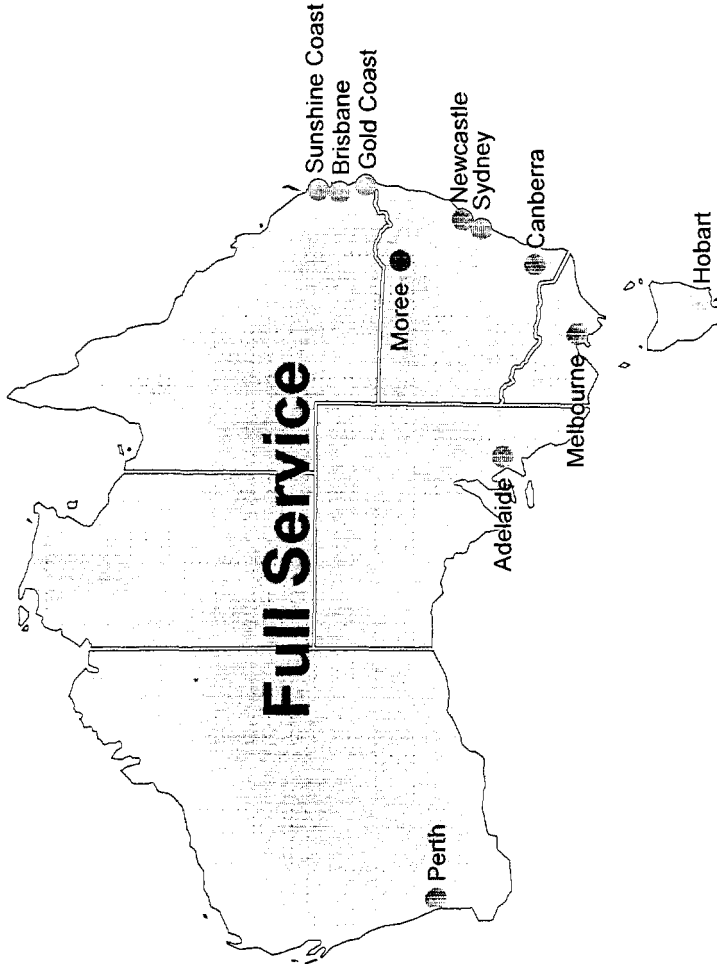 Full Service
Sunshine Coast
Brisbane
Gold Coast
Moree
Newcastle
Sydney
Canberra
Melbourne
Adelaide
Perth
Hobart